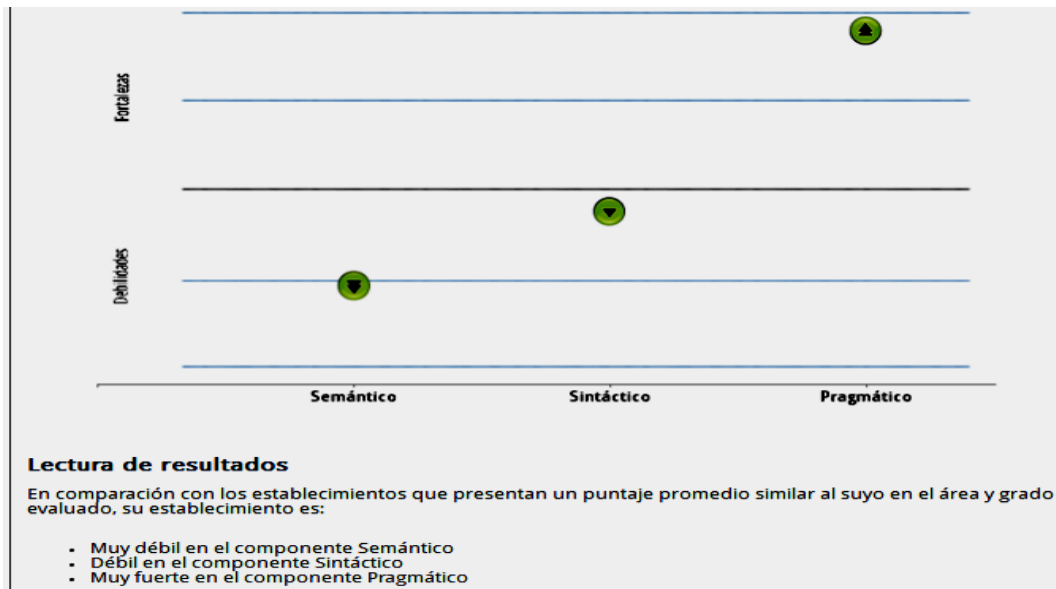 Fortalezas
Debilidades
Semántico
Sintáctico
Pragmático
Lectura de resultados
En comparación con los establecimientos que presentan un puntaje promedio similar al suyo en el área y grado
evaluado, su establecimiento es:
• Muy débil en el componente Semántico
• Débil en el componente Sintáctico
• Muy fuerte en el componente Pragmático